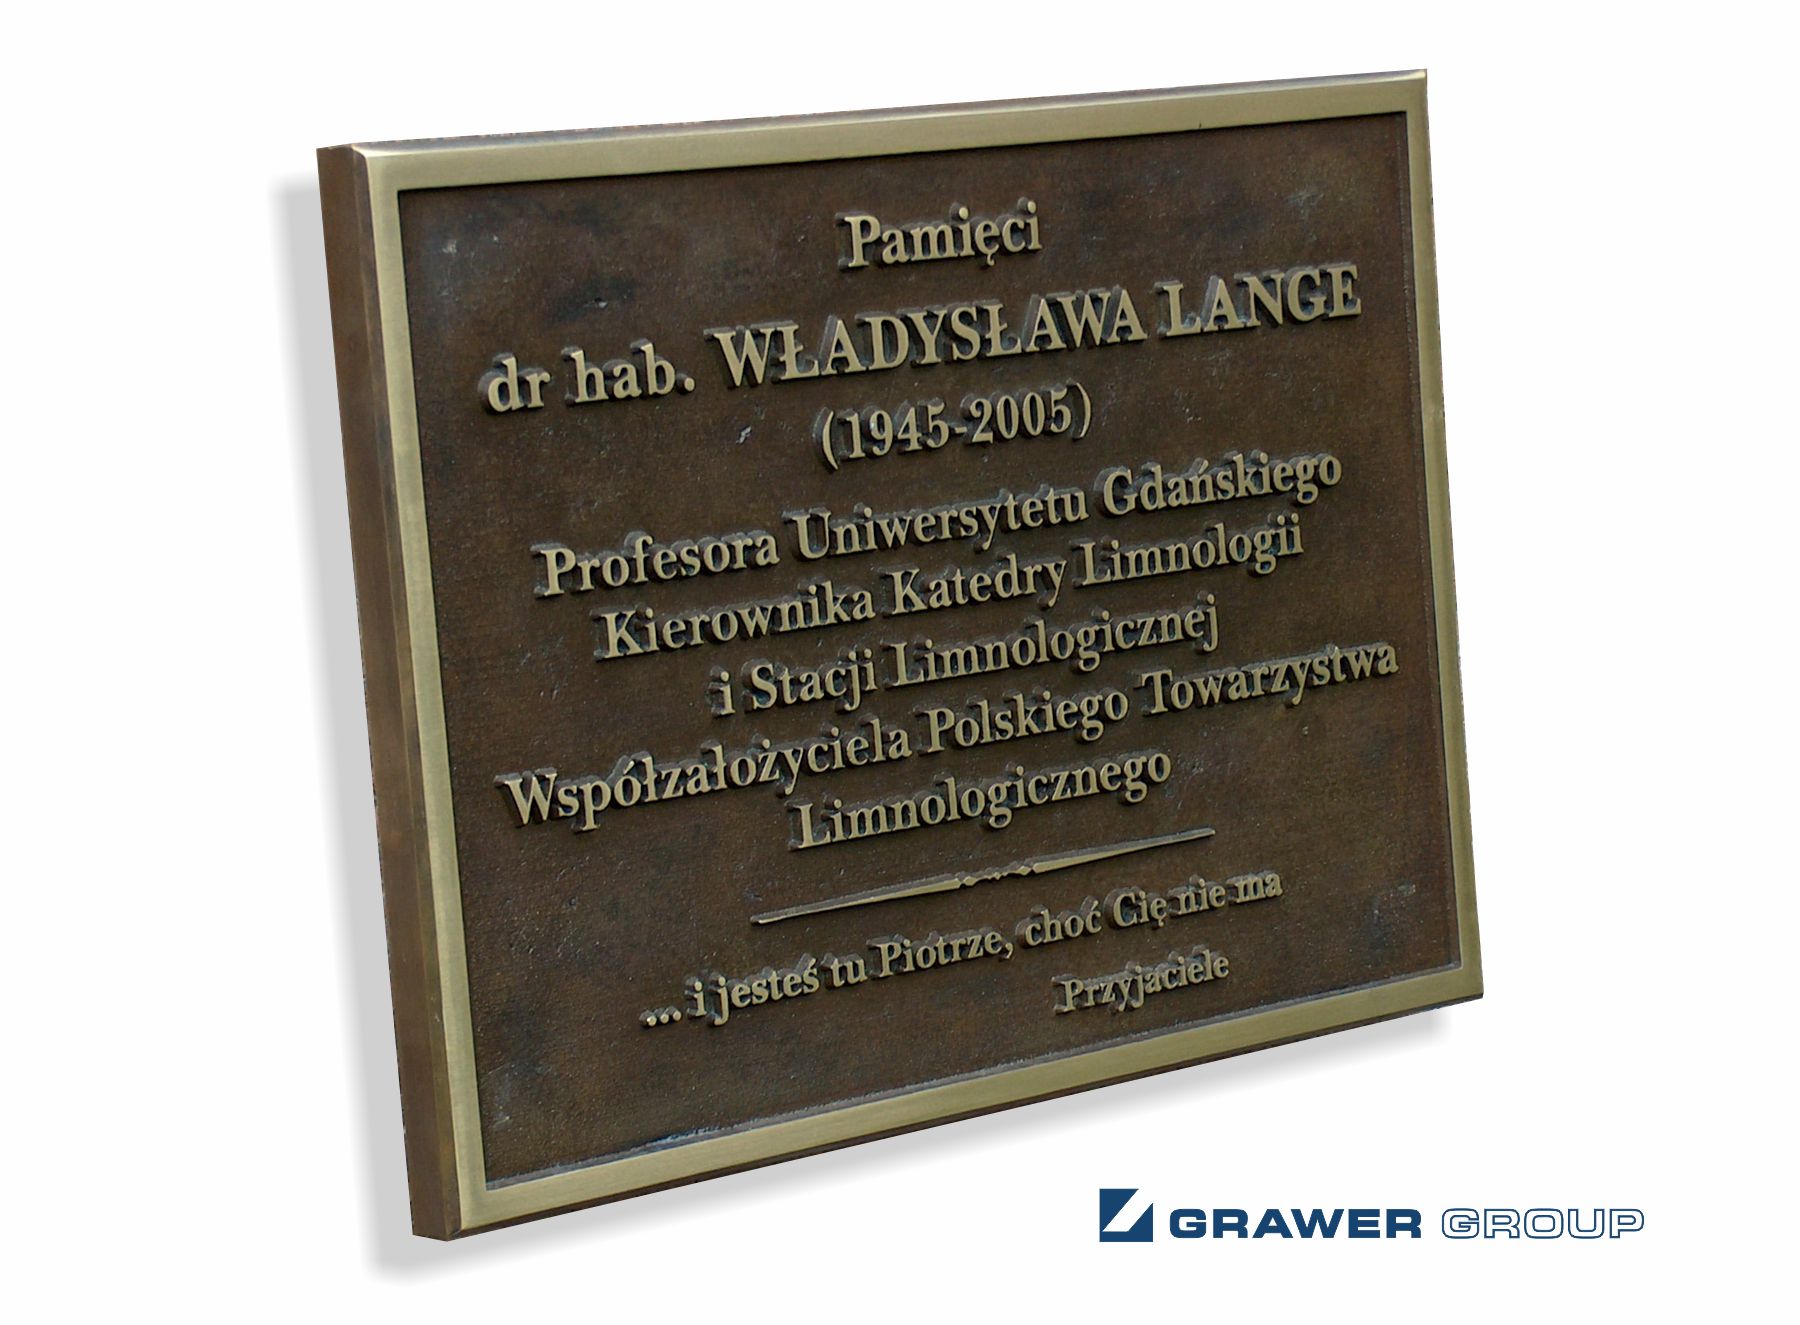 Pamięci
dr hab. WŁADYSŁAWA LANGE
(1945-2005)
Profesora Uniwersytetu Gdańskiego
Kierownika Katedry Limnologii
i Stacji Limnologicznej
Współzałożyciela Polskiego Towarzystwa
Limnologicznego
... i jesteś tu Piotrze, choć Cię nie ma
Przyjaciele
GRAWER GROUP